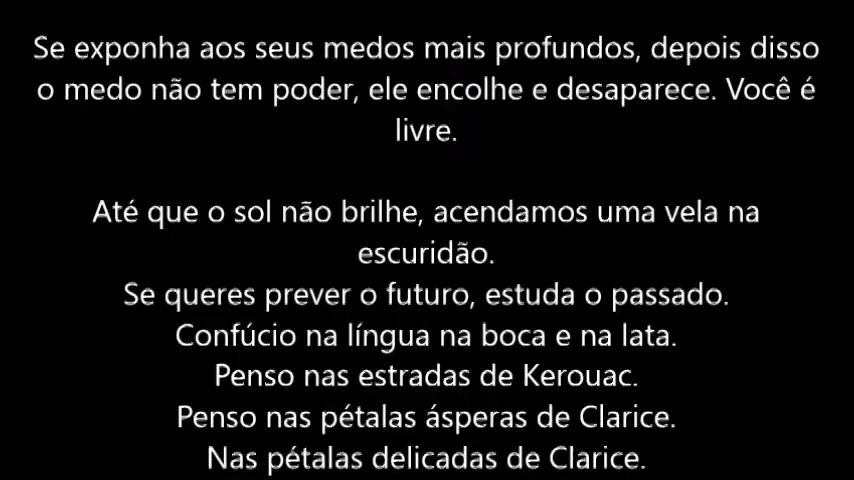 Se exponha aos seus medos mais profundos, depois disso
o medo não tem poder, ele encolhe e desaparece. Você é
livre.
Até que o sol não brilhe, acendamos uma vela na
escuridão.
Se queres prever o futuro, estuda o passado.
Confúcio na língua na boca e na lata.
Penso nas estradas de Kerouac.
Penso nas pétalas ásperas de Clarice.
Nas pétalas delicadas de Clarice.